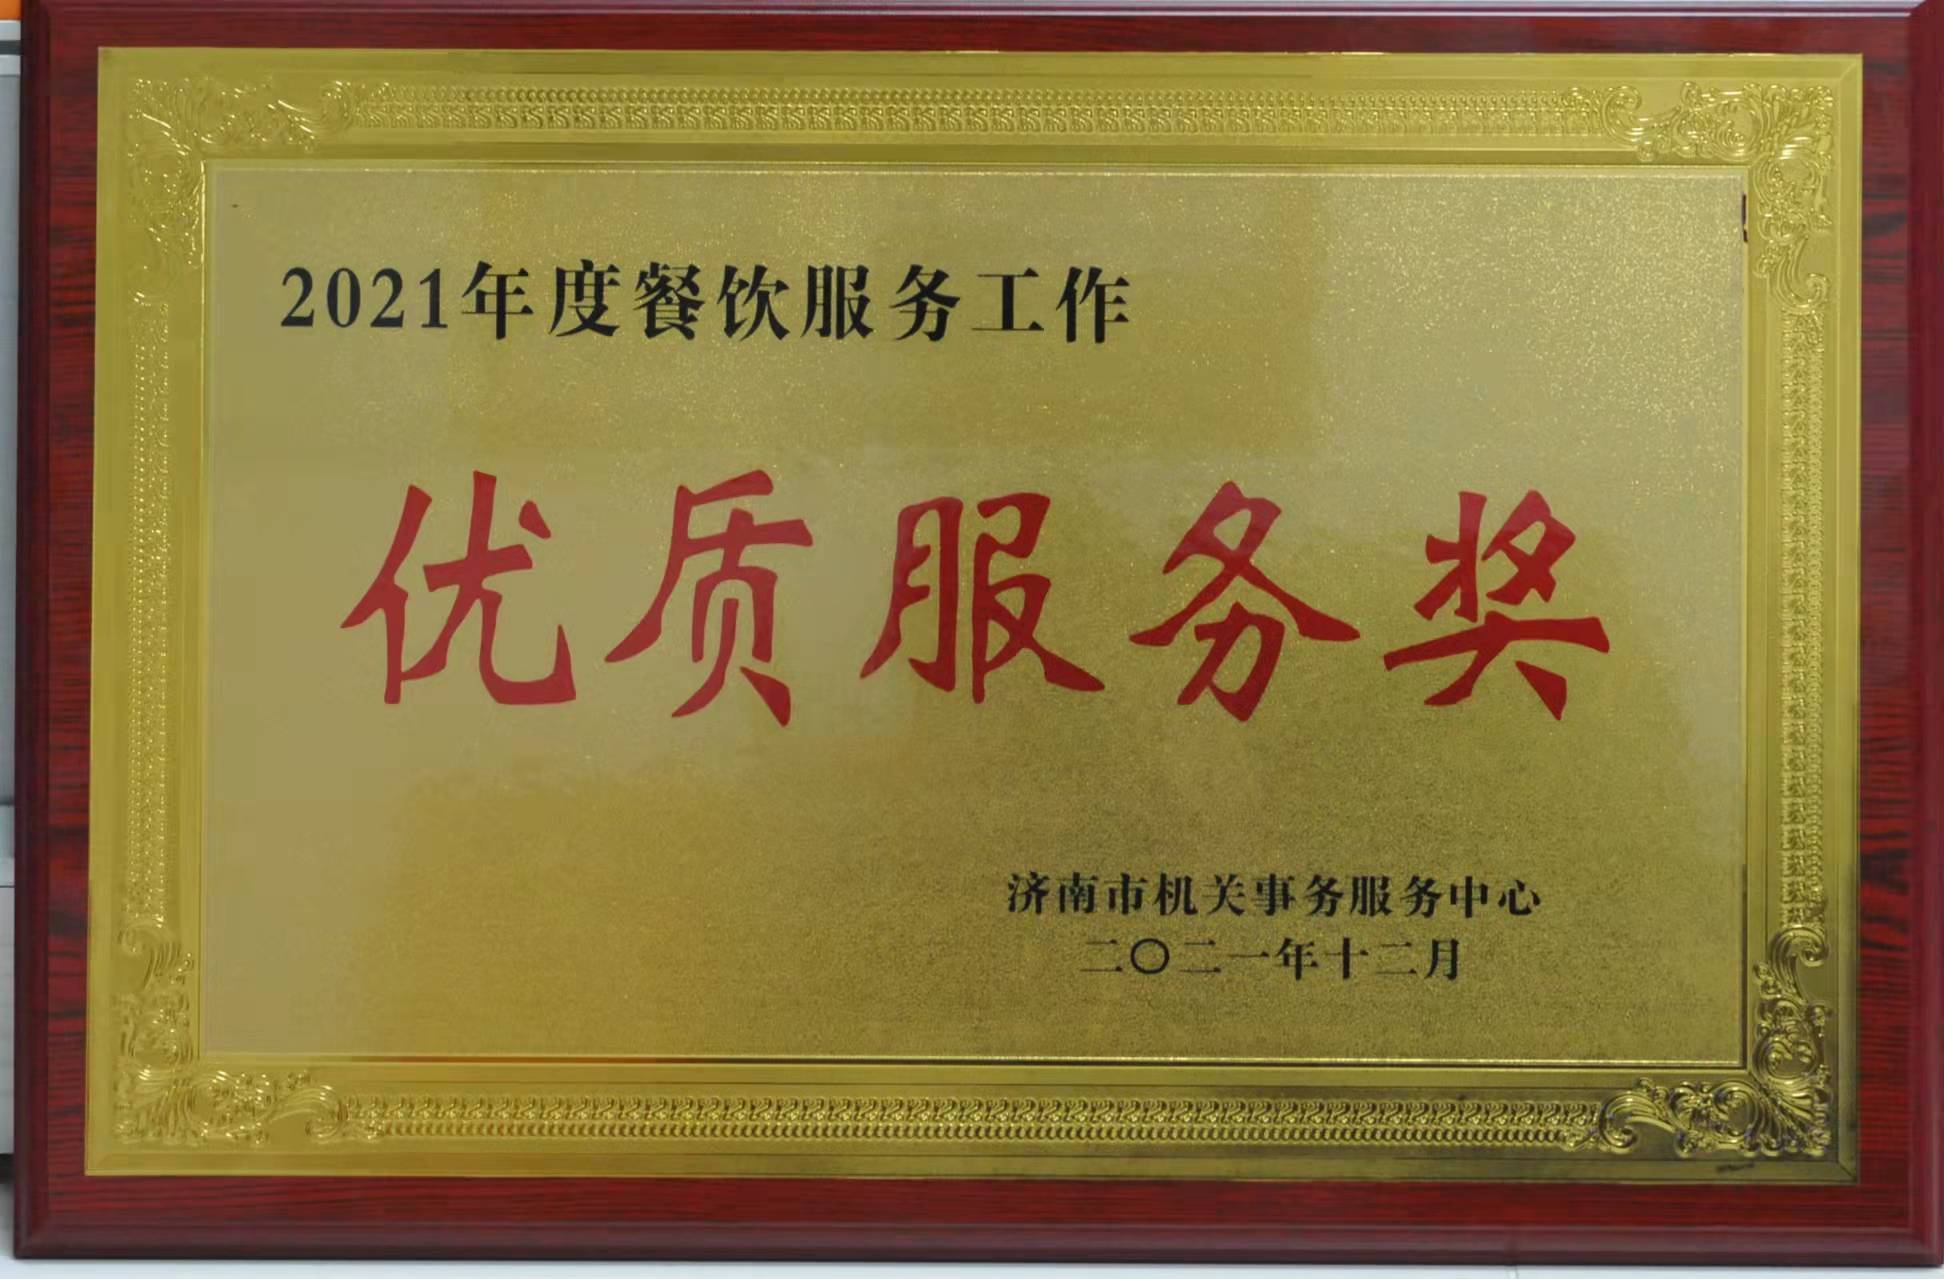 2021年度餐饮服务工作
优质服务奖
济南市机关事务服务中心
二〇二一年十二月